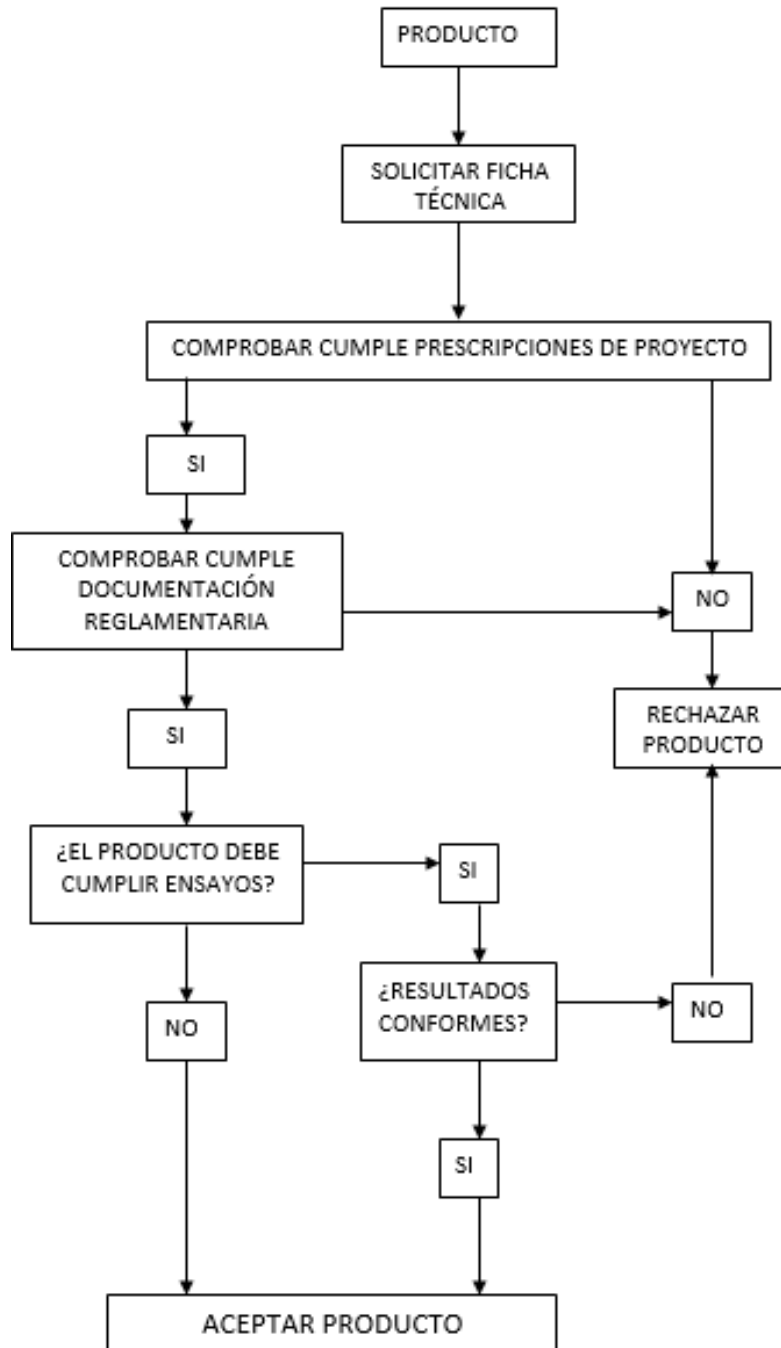 PRODUCTO
SOLICITAR FICHA
TÉCNICA
COMPROBAR CUMPLE PRESCRIPCIONES DE PROYECTO
SI
COMPROBAR CUMPLE
DOCUMENTACIÓN
REGLAMENTARIA
NO
SI
RECHAZAR
PRODUCTO
¿EL PRODUCTO DEBE
CUMPLIR ENSAYOS?
SI
¿RESULTADOS
CONFORMES?
NO
NO
SI
ACEPTAR PRODUCTO